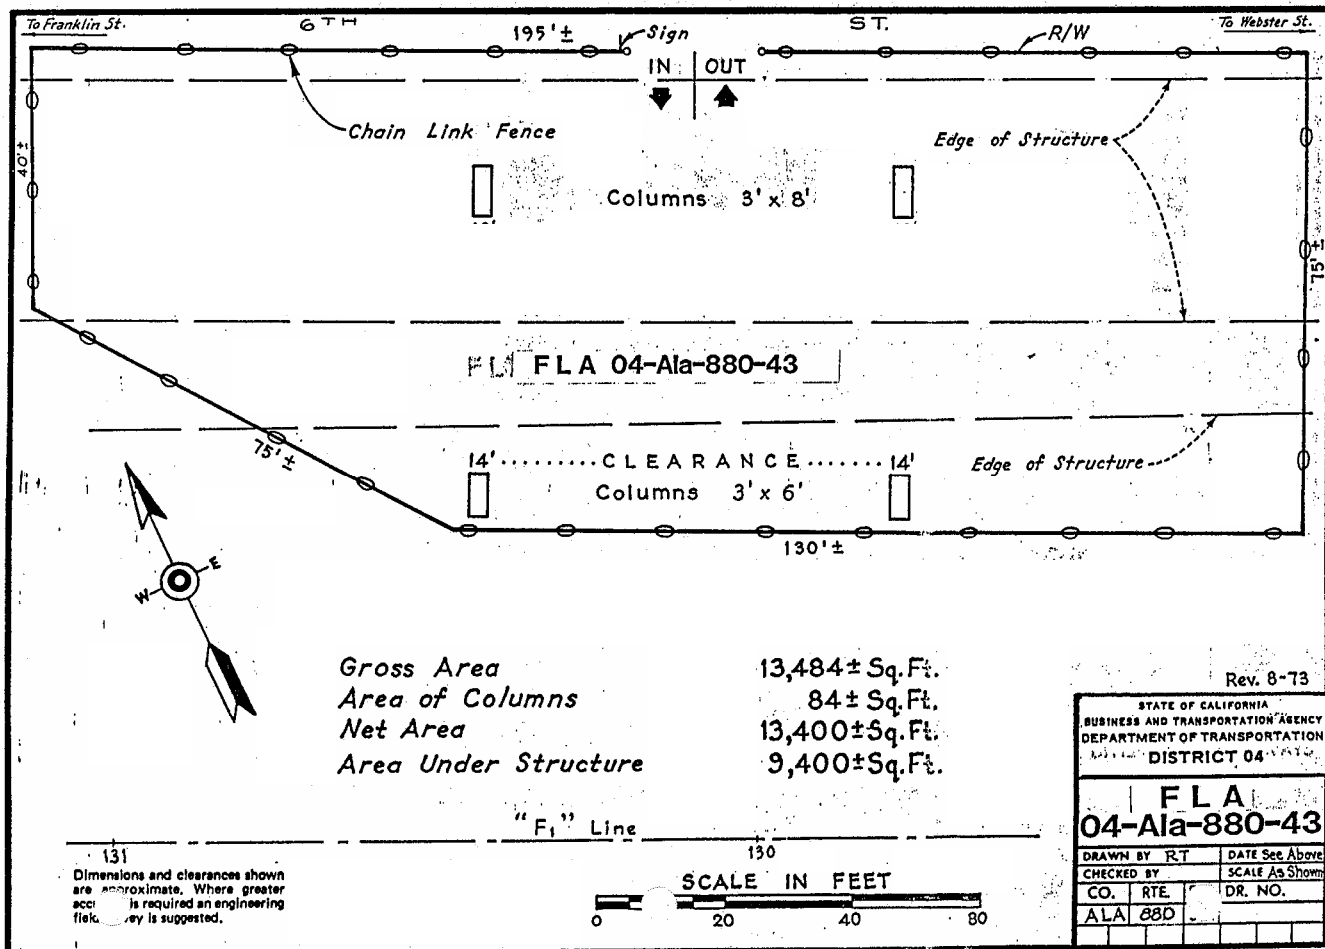 To Franklin St.
6TH ST.
To Webster St.
195'±
Sign
R/W
IN OUT
Chain Link Fence
Edge of Structure
40'±
Columns 3' x 8'
75'±
FLA 04-Ala-880-43
75'±
14' ........ CLEARANCE ....... 14'
Edge of Structure
Columns 3' x 6'
130'±
E
W
Gross Area 13,484± Sq.Ft.
Area of Columns 84± Sq.Ft.
Net Area 13,400± Sq.Ft.
Area Under Structure 9,400± Sq.Ft.
Rev. 8-73
STATE OF CALIFORNIA
BUSINESS AND TRANSPORTATION AGENCY
DEPARTMENT OF TRANSPORTATION
DISTRICT 04
FLA
04-Ala-880-43
DRAWN BY RT DATE See Above
CHECKED BY SCALE As Shown
CO. RTE. DR. NO.
ALA 880
"F₁" Line
131 130
Dimensions and clearances shown
are approximate. Where greater
is required an engineering
is suggested.
SCALE IN FEET
0 20 40 80